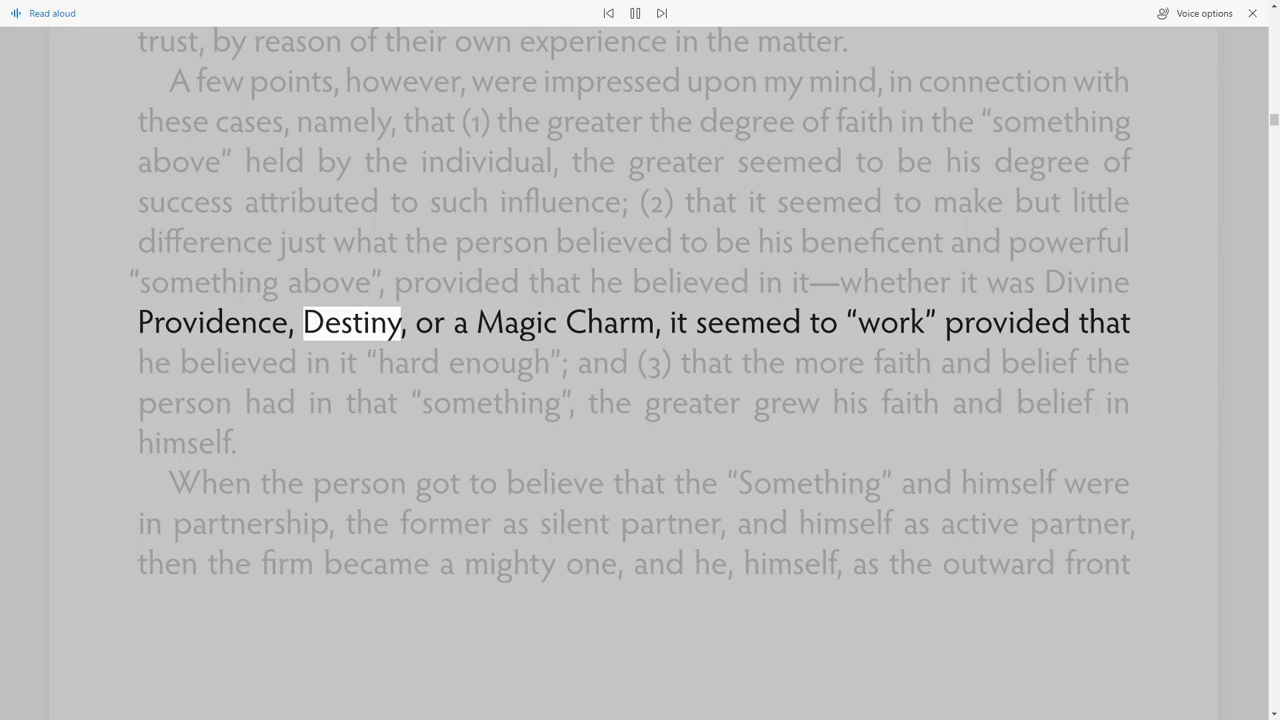 Read aloud
Voice options
trust, by reason of their own experience in the matter.
A few points, however, were impressed upon my mind, in connection with
these cases, namely, that (1) the greater the degree of faith in the “something
above” held by the individual, the greater seemed to be his degree of
success attributed to such influence; (2) that it seemed to make but little
difference just what the person believed to be his beneficent and powerful
“something above”, provided that he believed in it—whether it was Divine
Providence, Destiny, or a Magic Charm, it seemed to “work” provided that
he believed in it “hard enough”; and (3) that the more faith and belief the
person had in that “something”, the greater grew his faith and belief in
himself.
When the person got to believe that the “Something” and himself were
in partnership, the former as silent partner, and himself as active partner,
then the firm became a mighty one, and he, himself, as the outward front